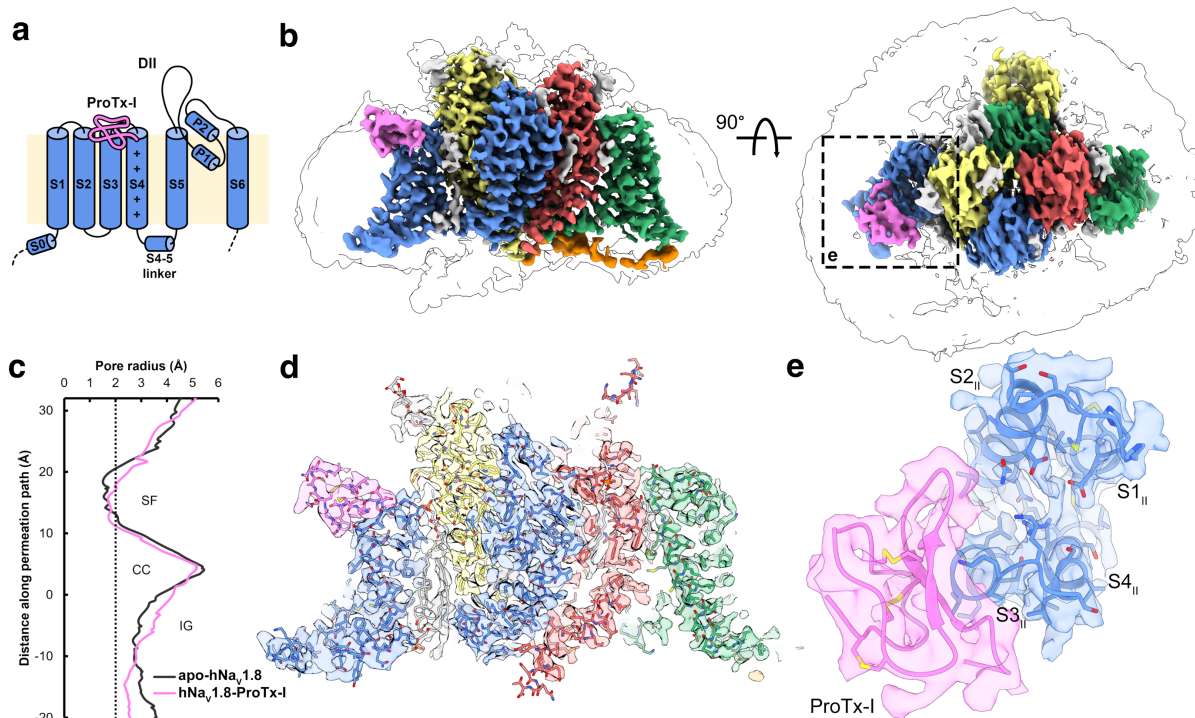 a
DII
ProTx-I
P2
P1
S1
S2
S3
S4
+
+
+
+
S5
S6
S0
S4-5
linker
b
90°
e
c
Pore radius (Å)
0 1 2 3 4 5 6
Distance along permeation path (Å)
30
20
10
0
-10
-20
SF
CC
IG
apo-hNaV1.8
hNaV1.8-ProTx-I
d
e
S2II
S1II
S4II
S3II
ProTx-I